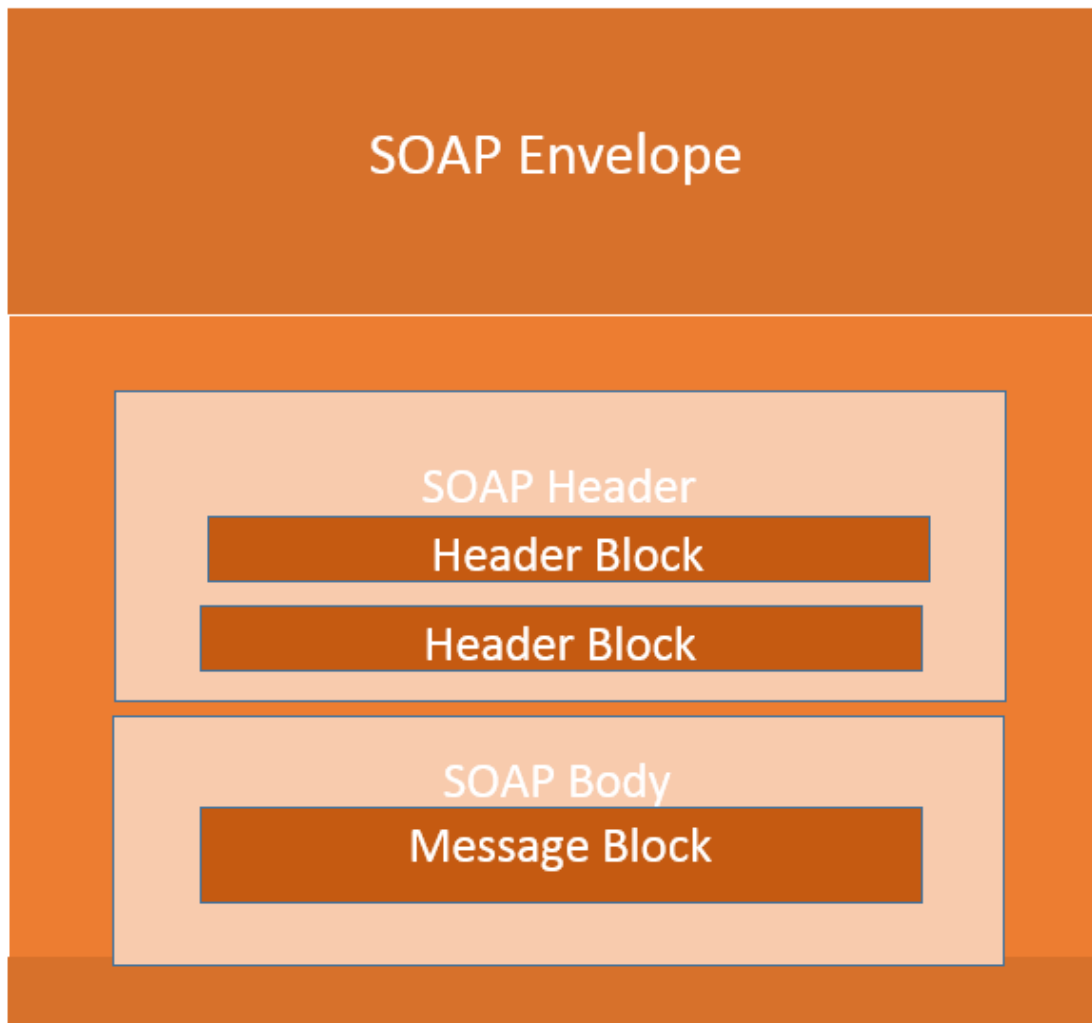 SOAP Envelope
SOAP Header
Header Block
Header Block
SOAP Body
Message Block